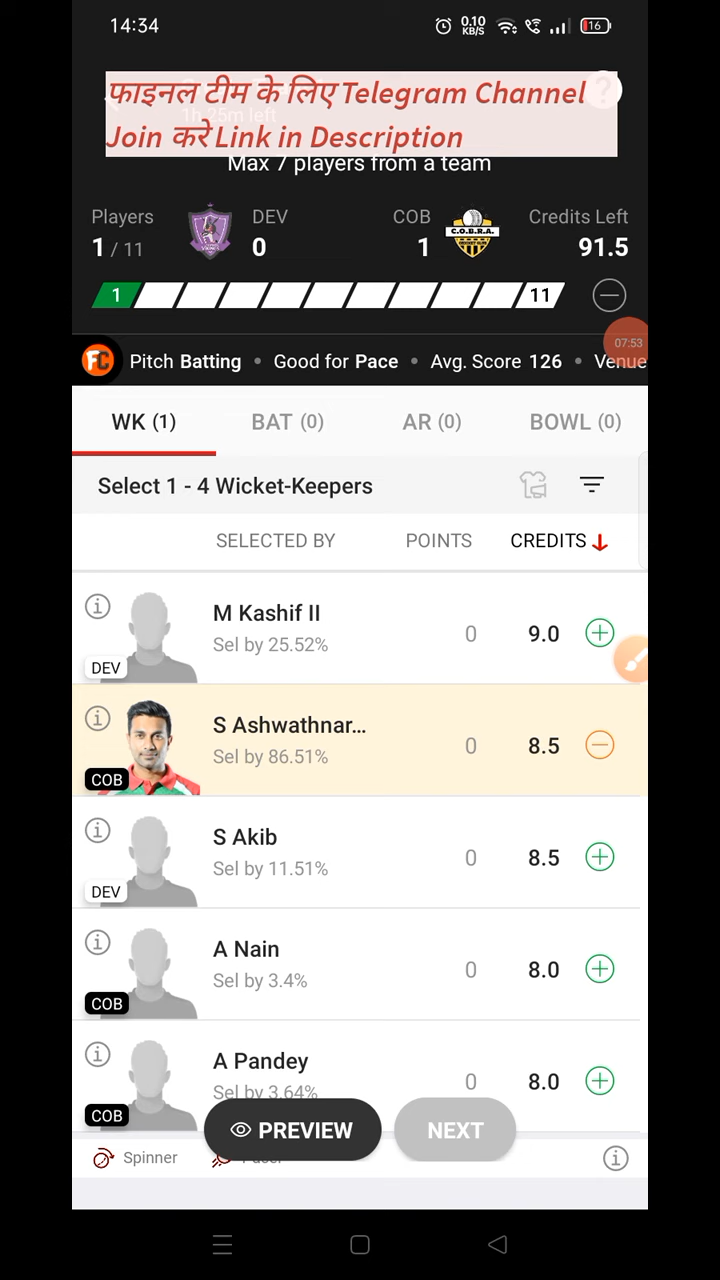 14:34
0.10
KB/S
16
फाइनल टीम के लिए Telegram Channel
1h 25m left
Join करे Link in Description
?
Max 7 players from a team
Players DEV COB Credits Left
1 / 11 0 C.O.B.R.A. 1 91.5
1 11
07:53
FC Pitch Batting • Good for Pace • Avg. Score 126 • Venue
WK (1) BAT (0) AR (0) BOWL (0)
Select 1 - 4 Wicket-Keepers
SELECTED BY POINTS CREDITS
M Kashif II
Sel by 25.52%
0 9.0
DEV
S Ashwathnar...
Sel by 86.51%
0 8.5
COB
S Akib
Sel by 11.51%
0 8.5
DEV
A Nain
Sel by 3.4%
0 8.0
COB
A Pandey
Sel by 3.64%
0 8.0
COB
PREVIEW NEXT
Spinner